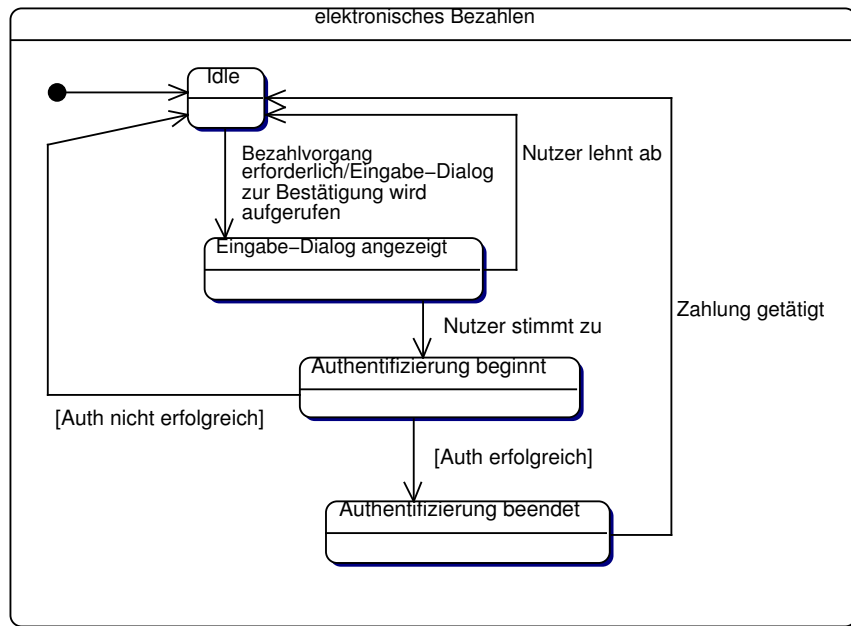 elektronisches Bezahlen
Idle
Bezahlvorgang
erforderlich/Eingabe−Dialog
zur Bestätigung wird
aufgerufen
Nutzer lehnt ab
Eingabe−Dialog angezeigt
Zahlung getätigt
Nutzer stimmt zu
Authentifizierung beginnt
[Auth nicht erfolgreich]
[Auth erfolgreich]
Authentifizierung beendet